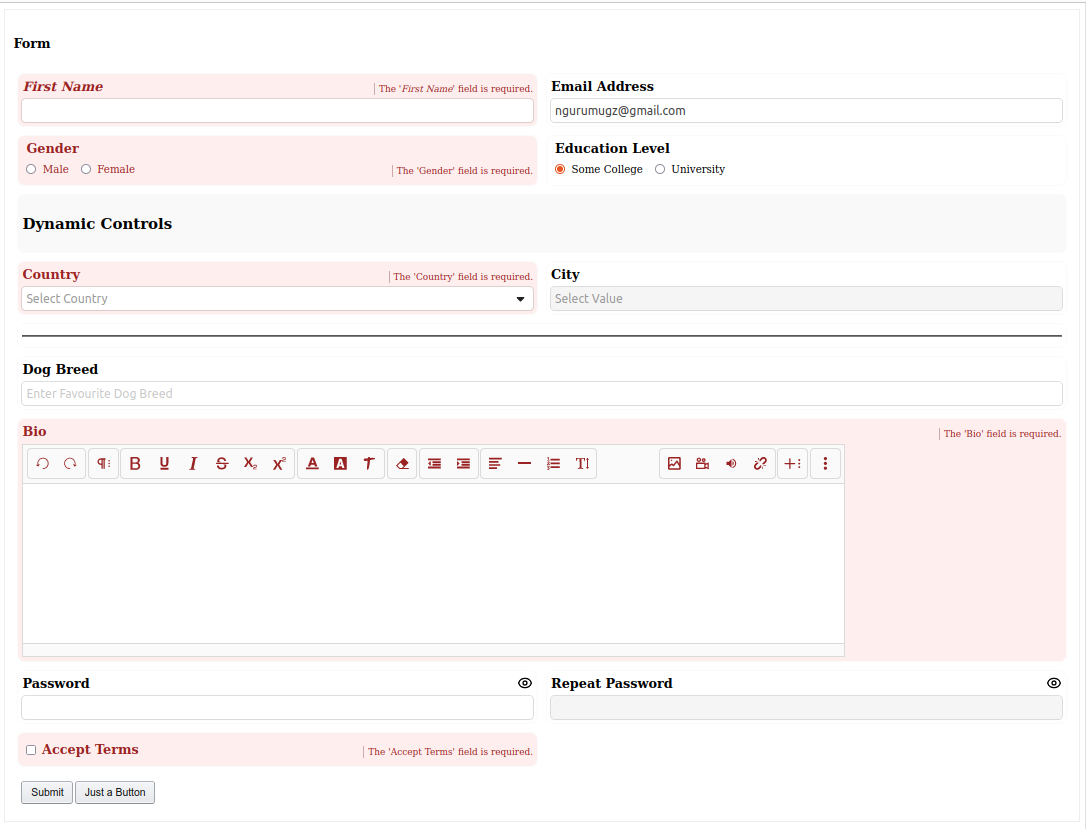 Form
First Name
The 'First Name' field is required.
Email Address
ngurumugz@gmail.com
Gender
Male Female
The 'Gender' field is required.
Education Level
Some College University
Dynamic Controls
Country
The 'Country' field is required.
Select Country
City
Select Value
Dog Breed
Enter Favourite Dog Breed
Bio
The 'Bio' field is required.
Password
Repeat Password
Accept Terms
The 'Accept Terms' field is required.
Submit Just a Button